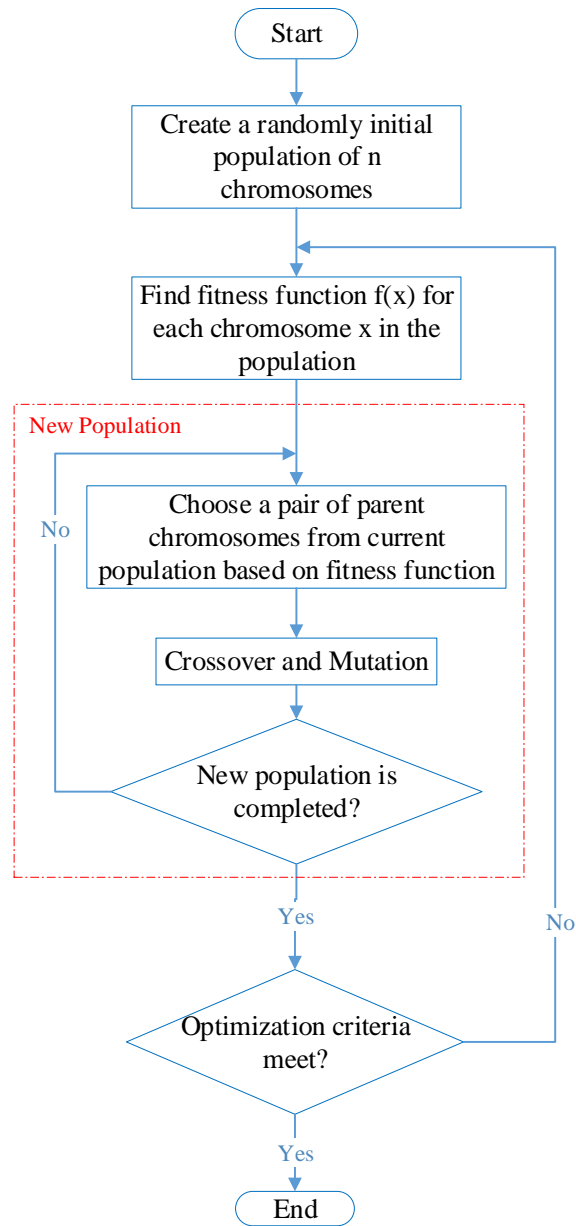 Start
Create a randomly initial
population of n
chromosomes
Find fitness function f(x) for
each chromosome x in the
population
New Population
No
Choose a pair of parent
chromosomes from current
population based on fitness function
Crossover and Mutation
New population is
completed?
Yes
No
Optimization criteria
meet?
Yes
End